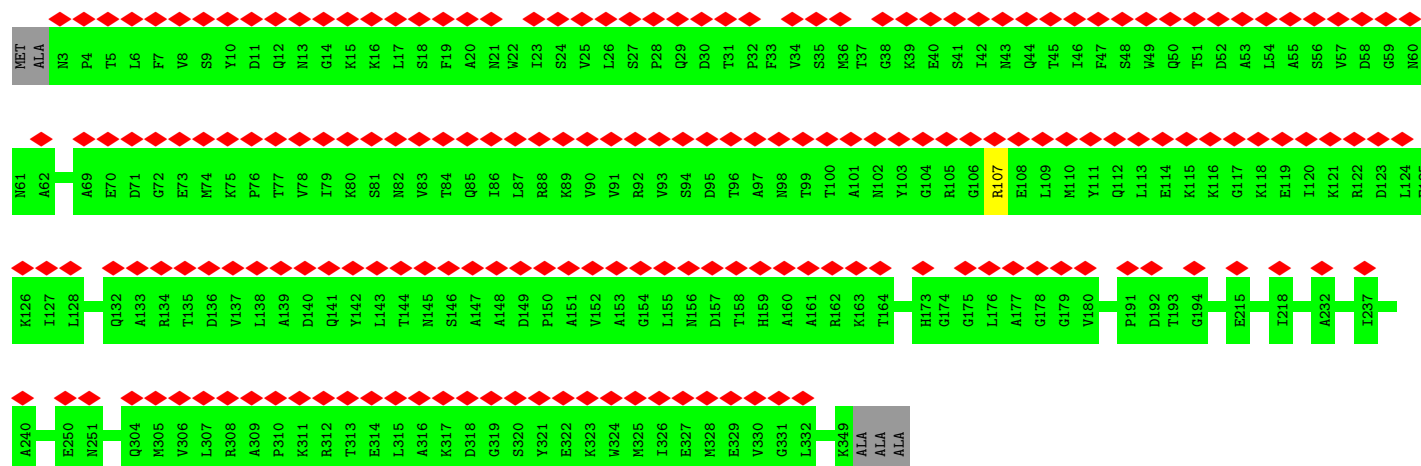 MET ALA N3 P4 T5 L6 F7 V8 S9 Y10 D11 Q12 N13 G14 K15 K16 L17 S18 F19 A20 N21 W22 I23 S24 V25 L26 S27 P28 Q29 D30 T31 P32 F33 V34 S35 M36 T37 G38 K39 E40 S41 I42 N43 Q44 T45 I46 F47 S48 W49 Q50 T51 D52 A53 L54 A55 S56 V57 D58 G59 N60
N61 A62 A69 E70 D71 G72 E73 M74 K75 P76 T77 V78 I79 K80 S81 N82 V83 T84 Q85 I86 L87 R88 K89 V90 V91 R92 V93 S94 D95 T96 A97 N98 T99 T100 A101 N102 Y103 G104 R105 G106 R107 E108 L109 M110 Y111 Q112 L113 E114 K115 K116 G117 K118 E119 I120 K121 R122 D123 L124
K126 I127 L128 Q132 A133 R134 T135 D136 V137 L138 A139 D140 Q141 Y142 L143 T144 N145 S146 A147 A148 D149 P150 A151 V152 A153 G154 L155 N156 D157 T158 H159 A160 A161 R162 K163 T164 H173 G174 G175 L176 A177 G178 G179 V180 P191 D192 T193 G194 E215 I218 A232 I237
A240 E250 N251 Q304 M305 V306 L307 R308 A309 P310 K311 R312 T313 E314 L315 A316 K317 D318 G319 S320 Y321 E322 K323 W324 M325 I326 E327 M328 E329 V330 G331 L332 K349 ALA ALA ALA